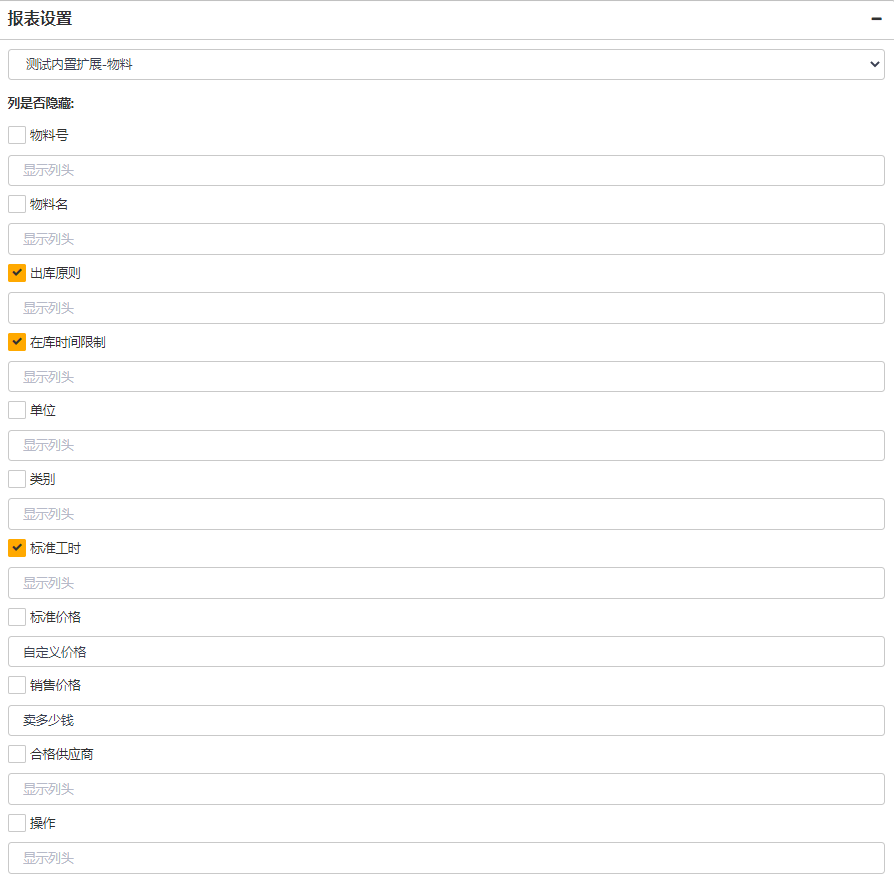 报表设置
测试内置扩展-物料
列是否隐藏:
物料号
显示列头
物料名
显示列头
出库原则
显示列头
在库时间限制
显示列头
单位
显示列头
类别
显示列头
标准工时
显示列头
标准价格
自定义价格
销售价格
卖多少钱
合格供应商
显示列头
操作
显示列头